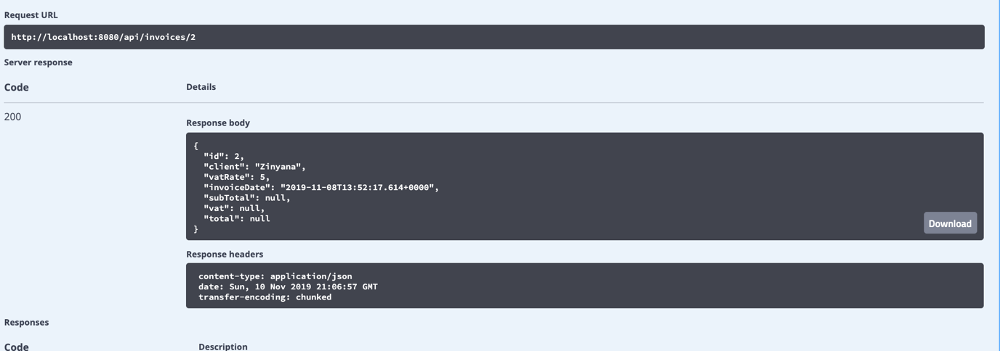 Request URL
http://localhost:8080/api/invoices/2
Server response
Code Details
200
Response body
{
  "id": 2,
  "client": "Zinyana",
  "vatRate": 5,
  "invoiceDate": "2019-11-08T13:52:17.614+0000",
  "subTotal": null,
  "vat": null,
  "total": null
}
Download
Response headers
content-type: application/json
date: Sun, 10 Nov 2019 21:06:57 GMT
transfer-encoding: chunked
Responses
Code Description